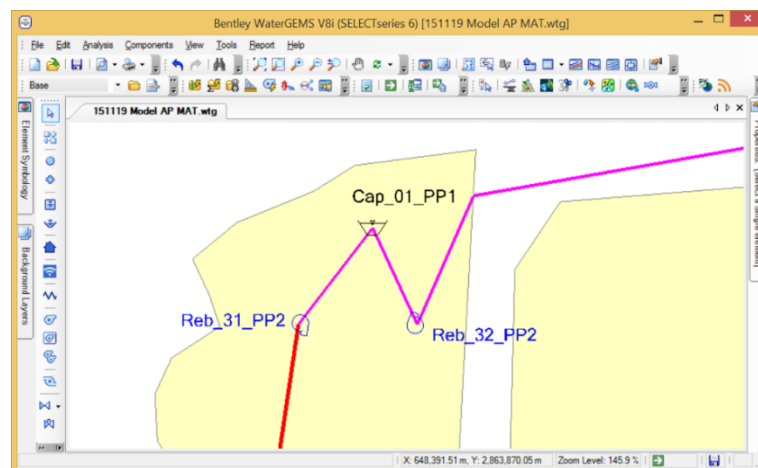 Bentley WaterGEMS V8i (SELECTseries 6) [151119 Model AP MAT.wtg]
File Edit Analysis Components View Tools Report Help
Base
151119 Model AP MAT.wtg
Element Symbology
Background Layers
Cap_01_PP1
Reb_31_PP2
Reb_32_PP2
X: 648,391.51 m, Y: 2,863,870.05 m Zoom Level: 145.9 %